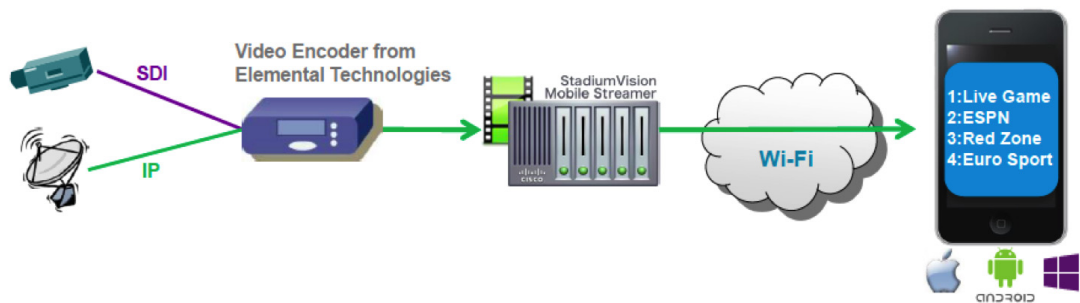 SDI
IP
Video Encoder from
Elemental Technologies
StadiumVision
Mobile Streamer
CISCO
Wi-Fi
1:Live Game
2:ESPN
3:Red Zone
4:Euro Sport
ANDROID